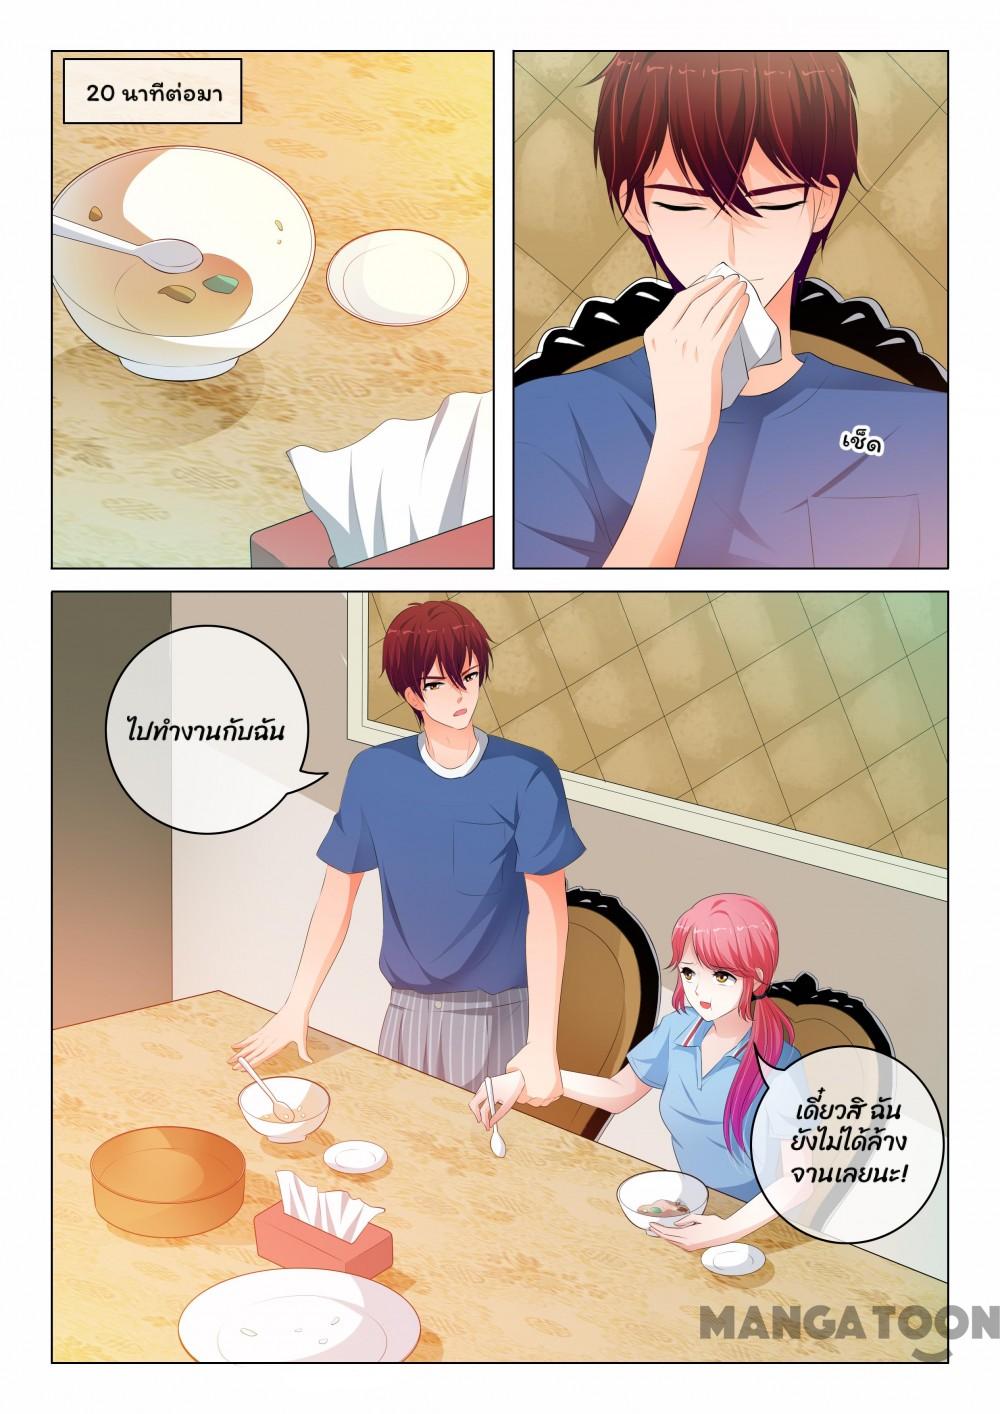 20 นาทีต่อมา
เช็ด
ไปทำงานกับฉัน
เดี๋ยวสิ ฉัน
ยังไม่ได้ล้าง
จานเลยนะ!
MANGATOON